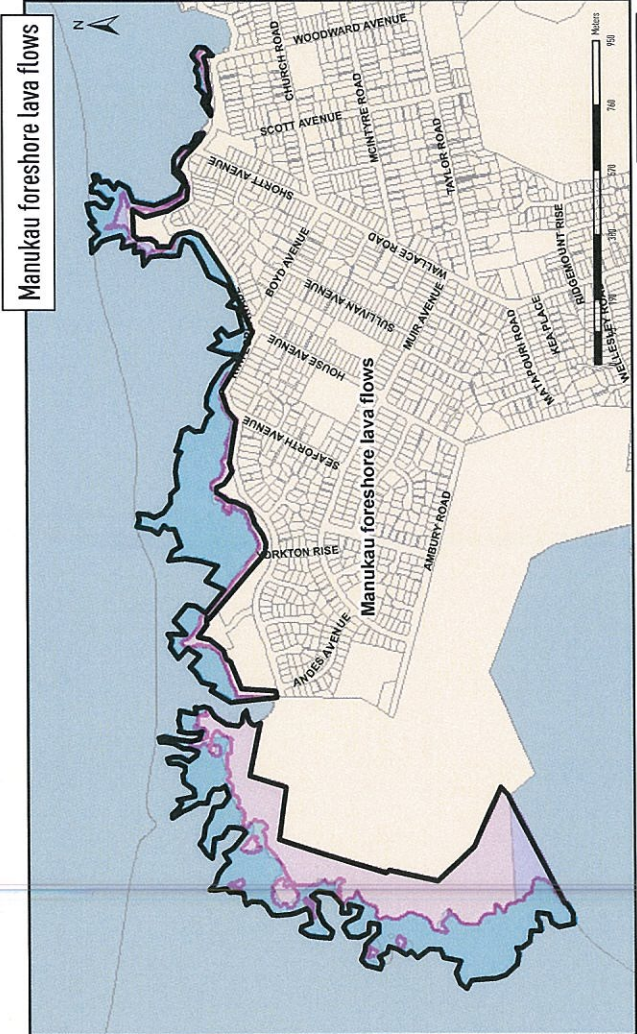 Manukau foreshore lava flows
N
WOODWARD AVENUE
CHURCH ROAD
SCOTT AVENUE
MCINTYRE ROAD
TAYLOR ROAD
SHORTT AVENUE
WALLACE ROAD
BOYD AVENUE
SULLIVAN AVENUE
MUIR AVENUE
HOUSE AVENUE
SEAFORTH AVENUE
Manukau foreshore lava flows
RIDGEMOUNT RISE
KEA PLACE
MATAPOURI ROAD
WELLESLEY
ORKTON RISE
AMBURY ROAD
ANDES AVENUE
Meters
950
760
570
380
190